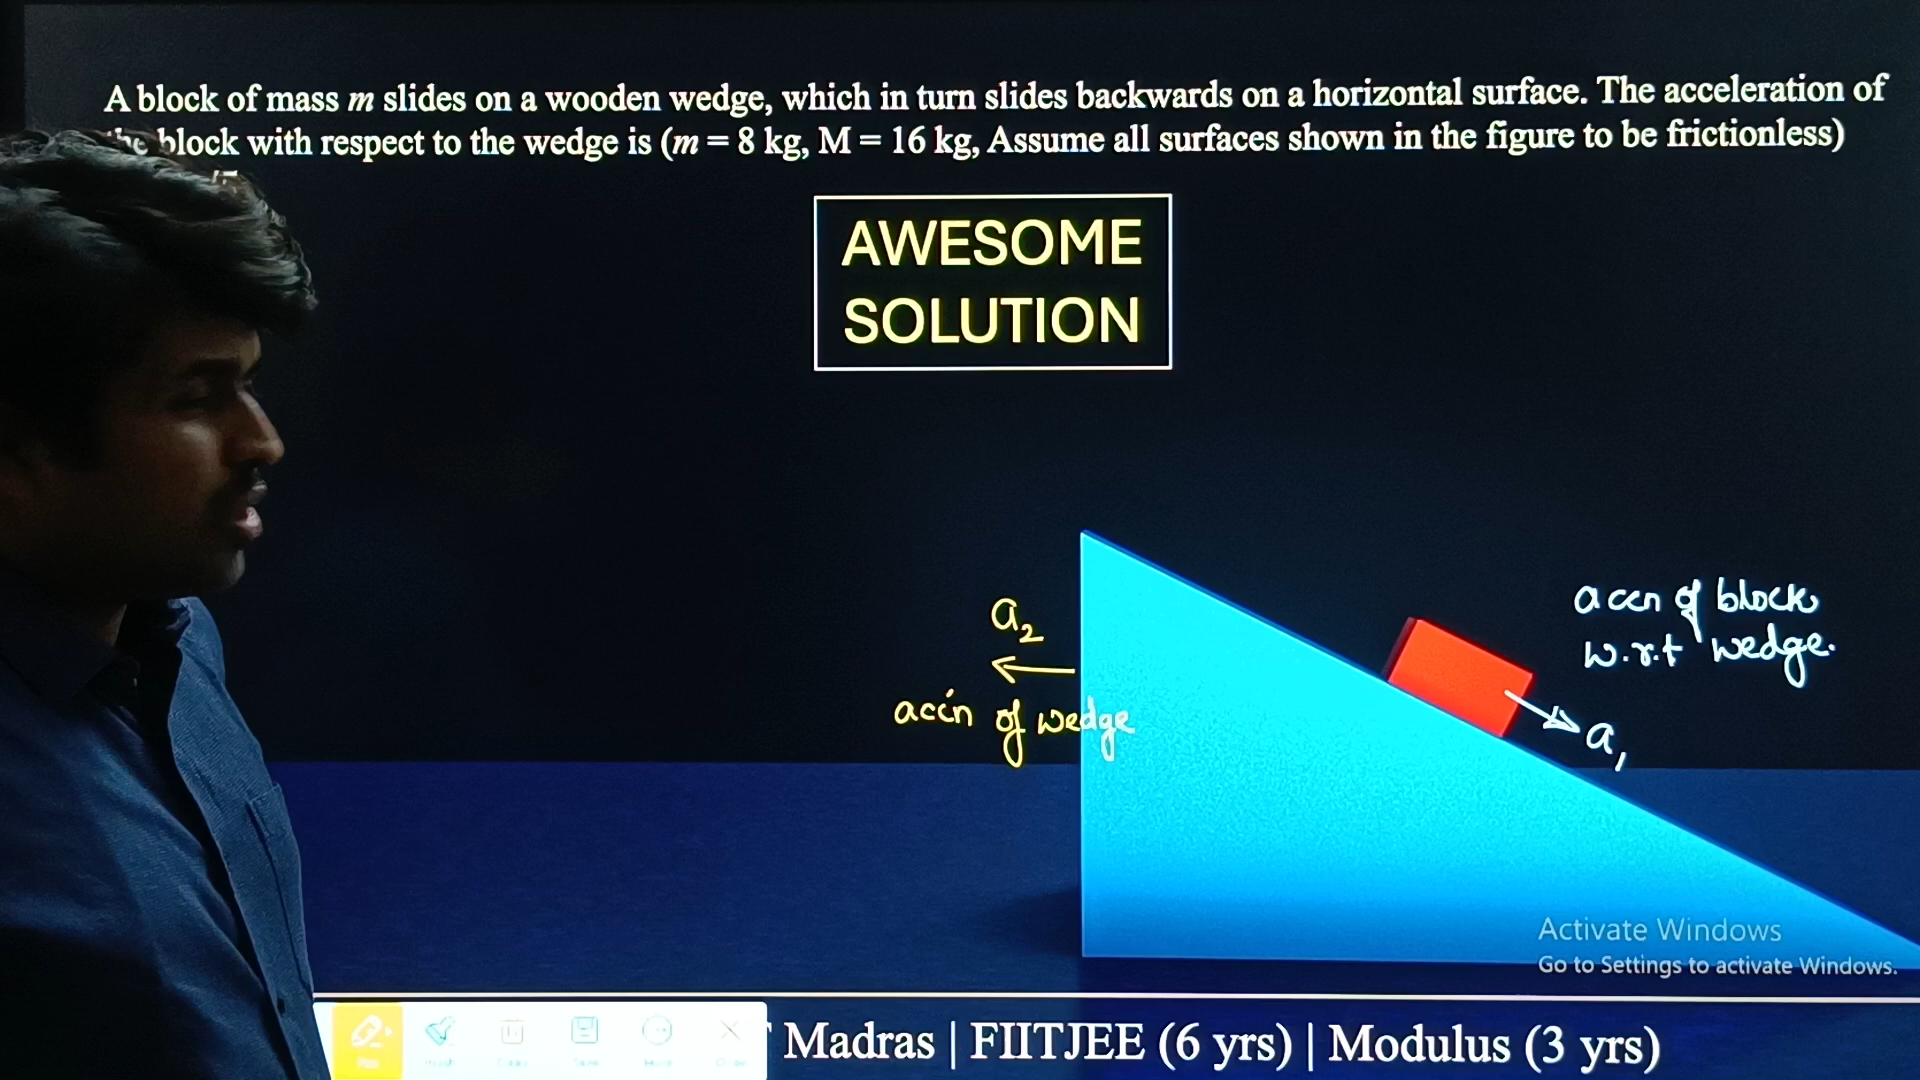 A block of mass m slides on a wooden wedge, which in turn slides backwards on a horizontal surface. The acceleration of
block with respect to the wedge is (m = 8 kg, M = 16 kg, Assume all surfaces shown in the figure to be frictionless)
AWESOME
SOLUTION
a₂
accn of wedge
accn of block
w.r.t wedge.
a₁
Activate Windows
Go to Settings to activate Windows.
Madras | FIITJEE (6 yrs) | Modulus (3 yrs)